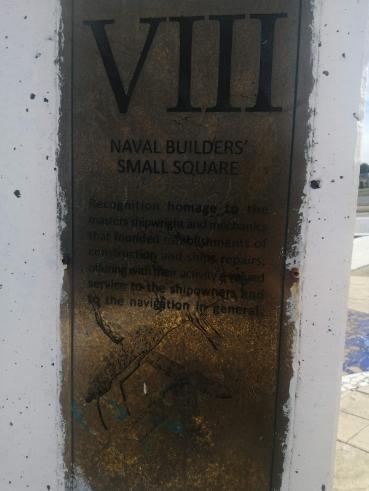 VIII
NAVAL BUILDERS'
SMALL SQUARE
Recognition homage to the
masters shipwright and mechanics
that founded establishments of
construction and ships repairs,
offering with their activity a valued
service to the shipowners and
to the navigation in general.